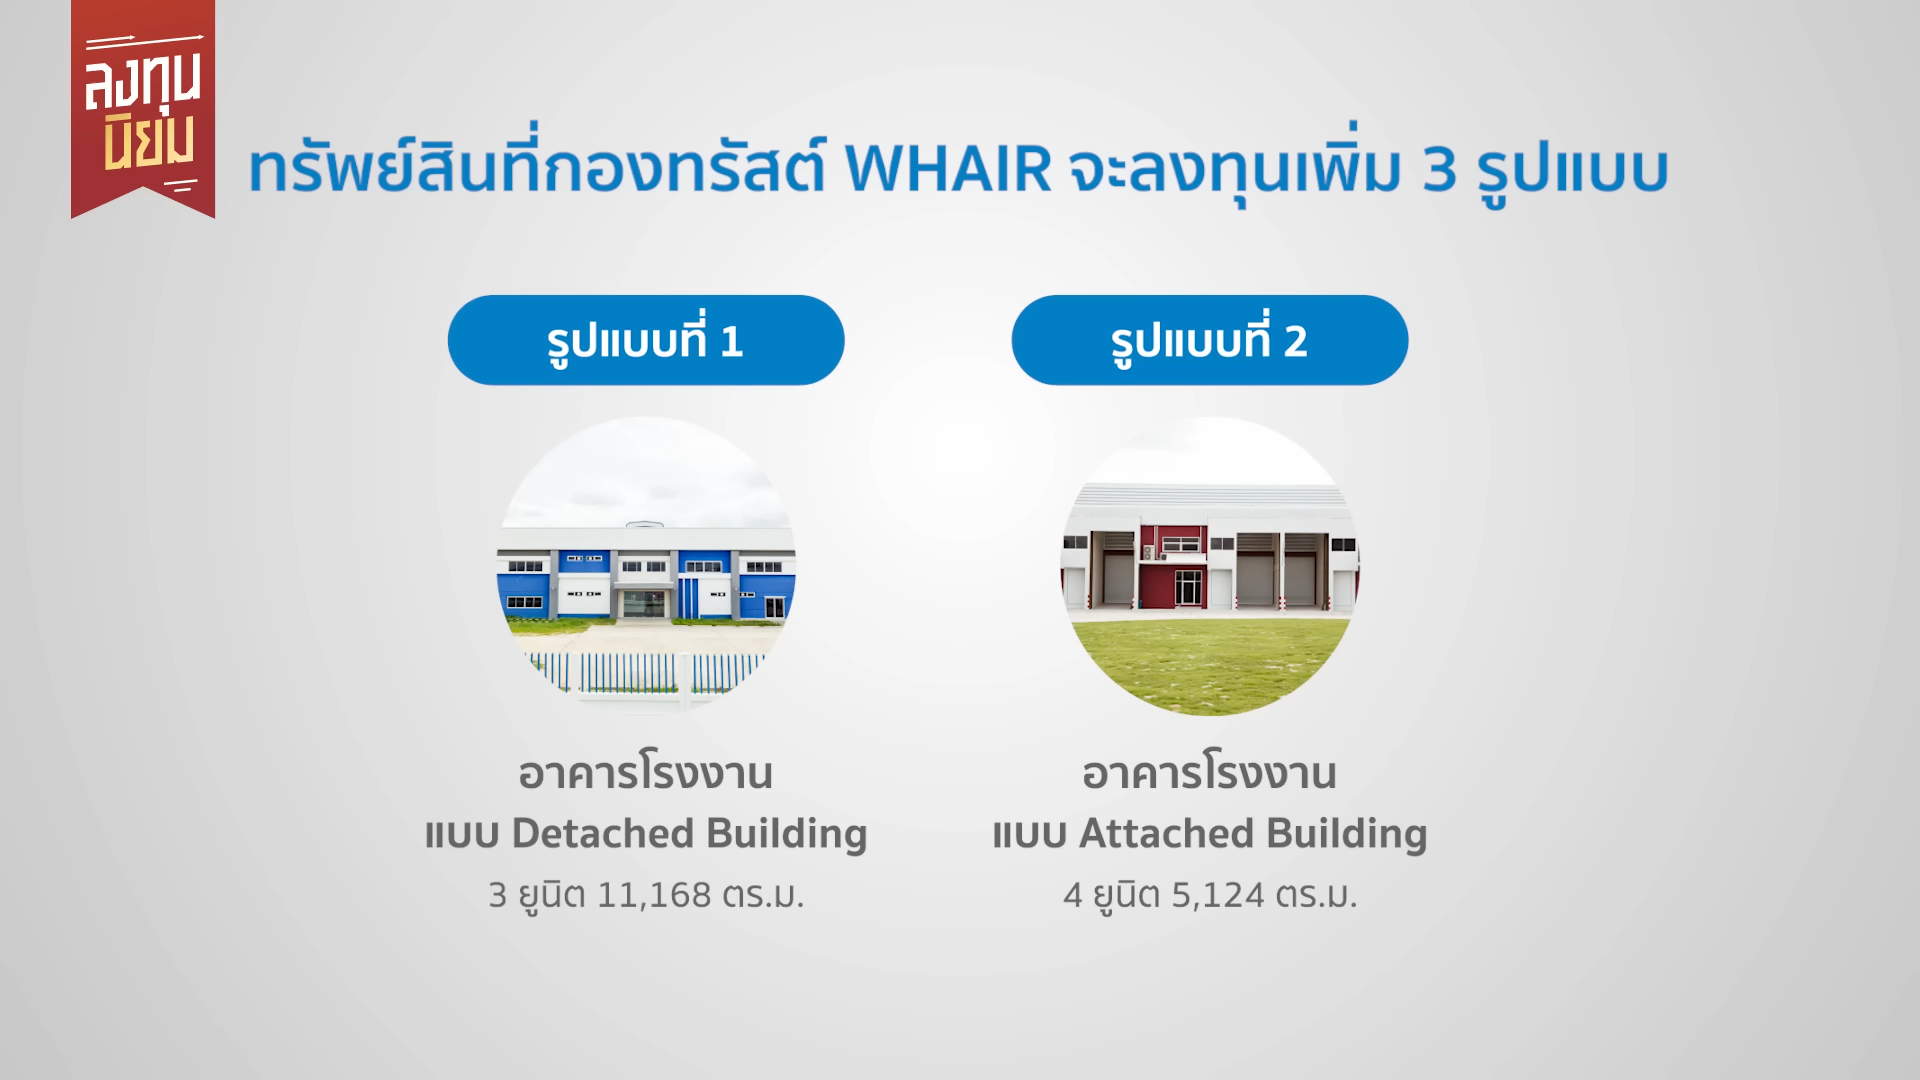 ลงทุน
นิยม
ทรัพย์สินที่กองทรัสต์ WHAIR จะลงทุนเพิ่ม 3 รูปแบบ
รูปแบบที่ 1
รูปแบบที่ 2
อาคารโรงงาน
แบบ Detached Building
3 ยูนิต 11,168 ตร.ม.
อาคารโรงงาน
แบบ Attached Building
4 ยูนิต 5,124 ตร.ม.